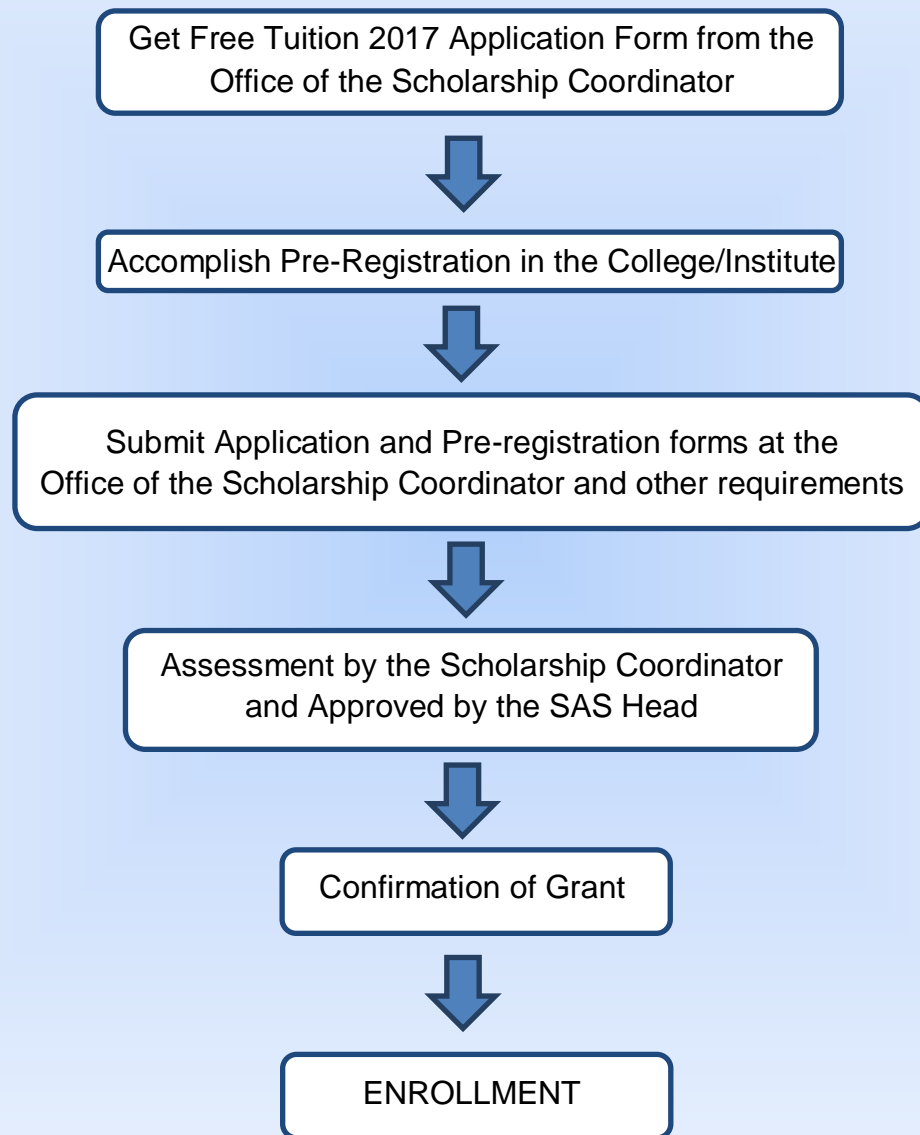 Get Free Tuition 2017 Application Form from the
Office of the Scholarship Coordinator
Accomplish Pre-Registration in the College/Institute
Submit Application and Pre-registration forms at the
Office of the Scholarship Coordinator and other requirements
Assessment by the Scholarship Coordinator
and Approved by the SAS Head
Confirmation of Grant
ENROLLMENT